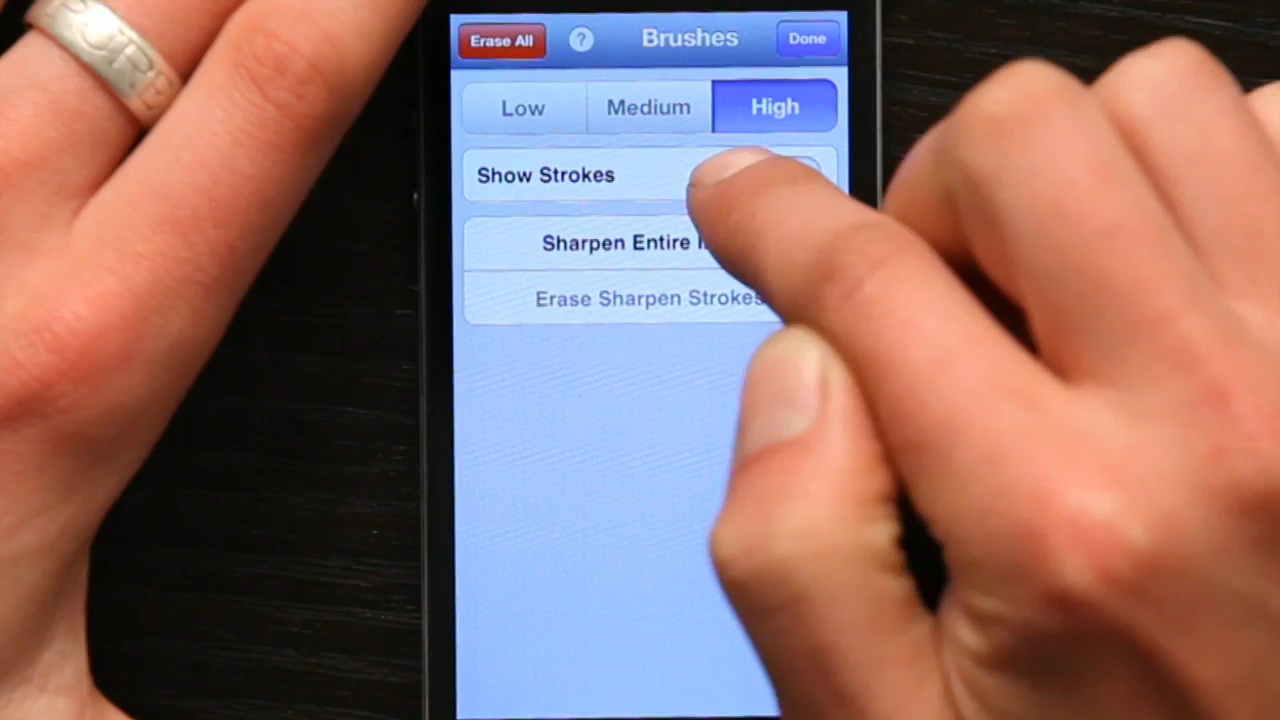 Erase All
?
Brushes
Done
Low
Medium
High
Show Strokes
Sharpen Entire
Erase Sharpen Strokes